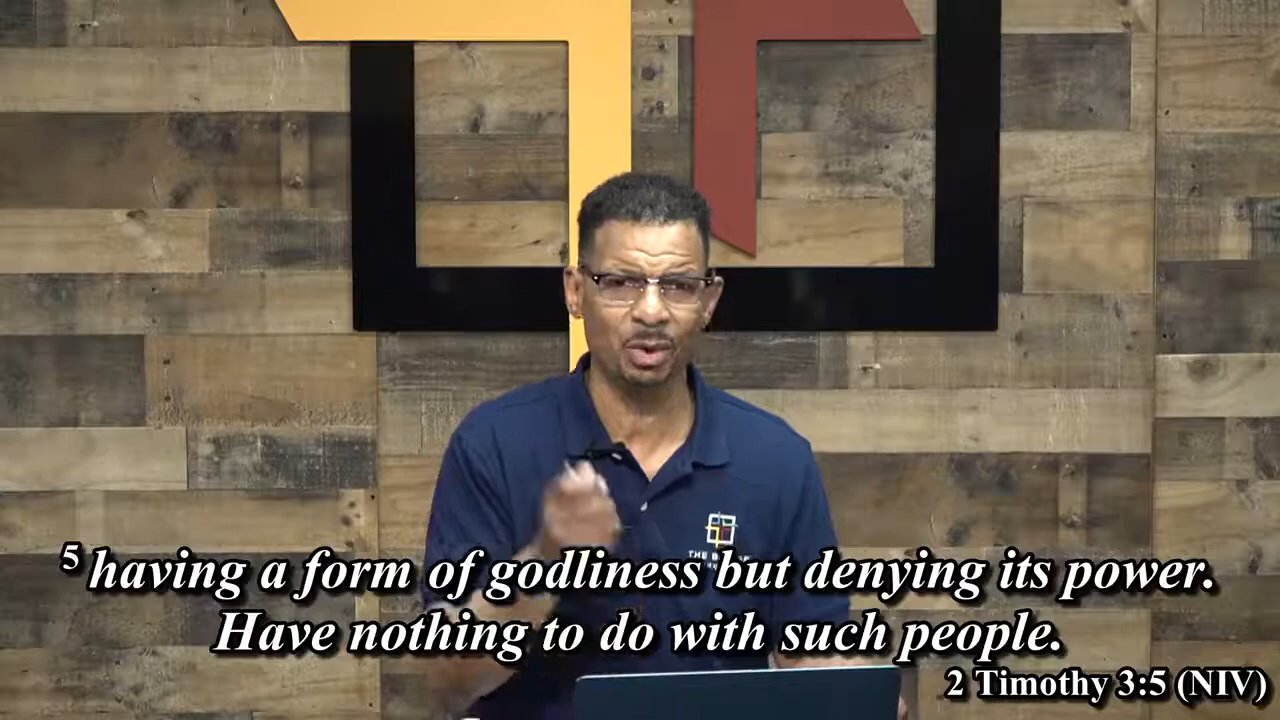 ⁵ having a form of godliness but denying its power.
Have nothing to do with such people.
2 Timothy 3:5 (NIV)